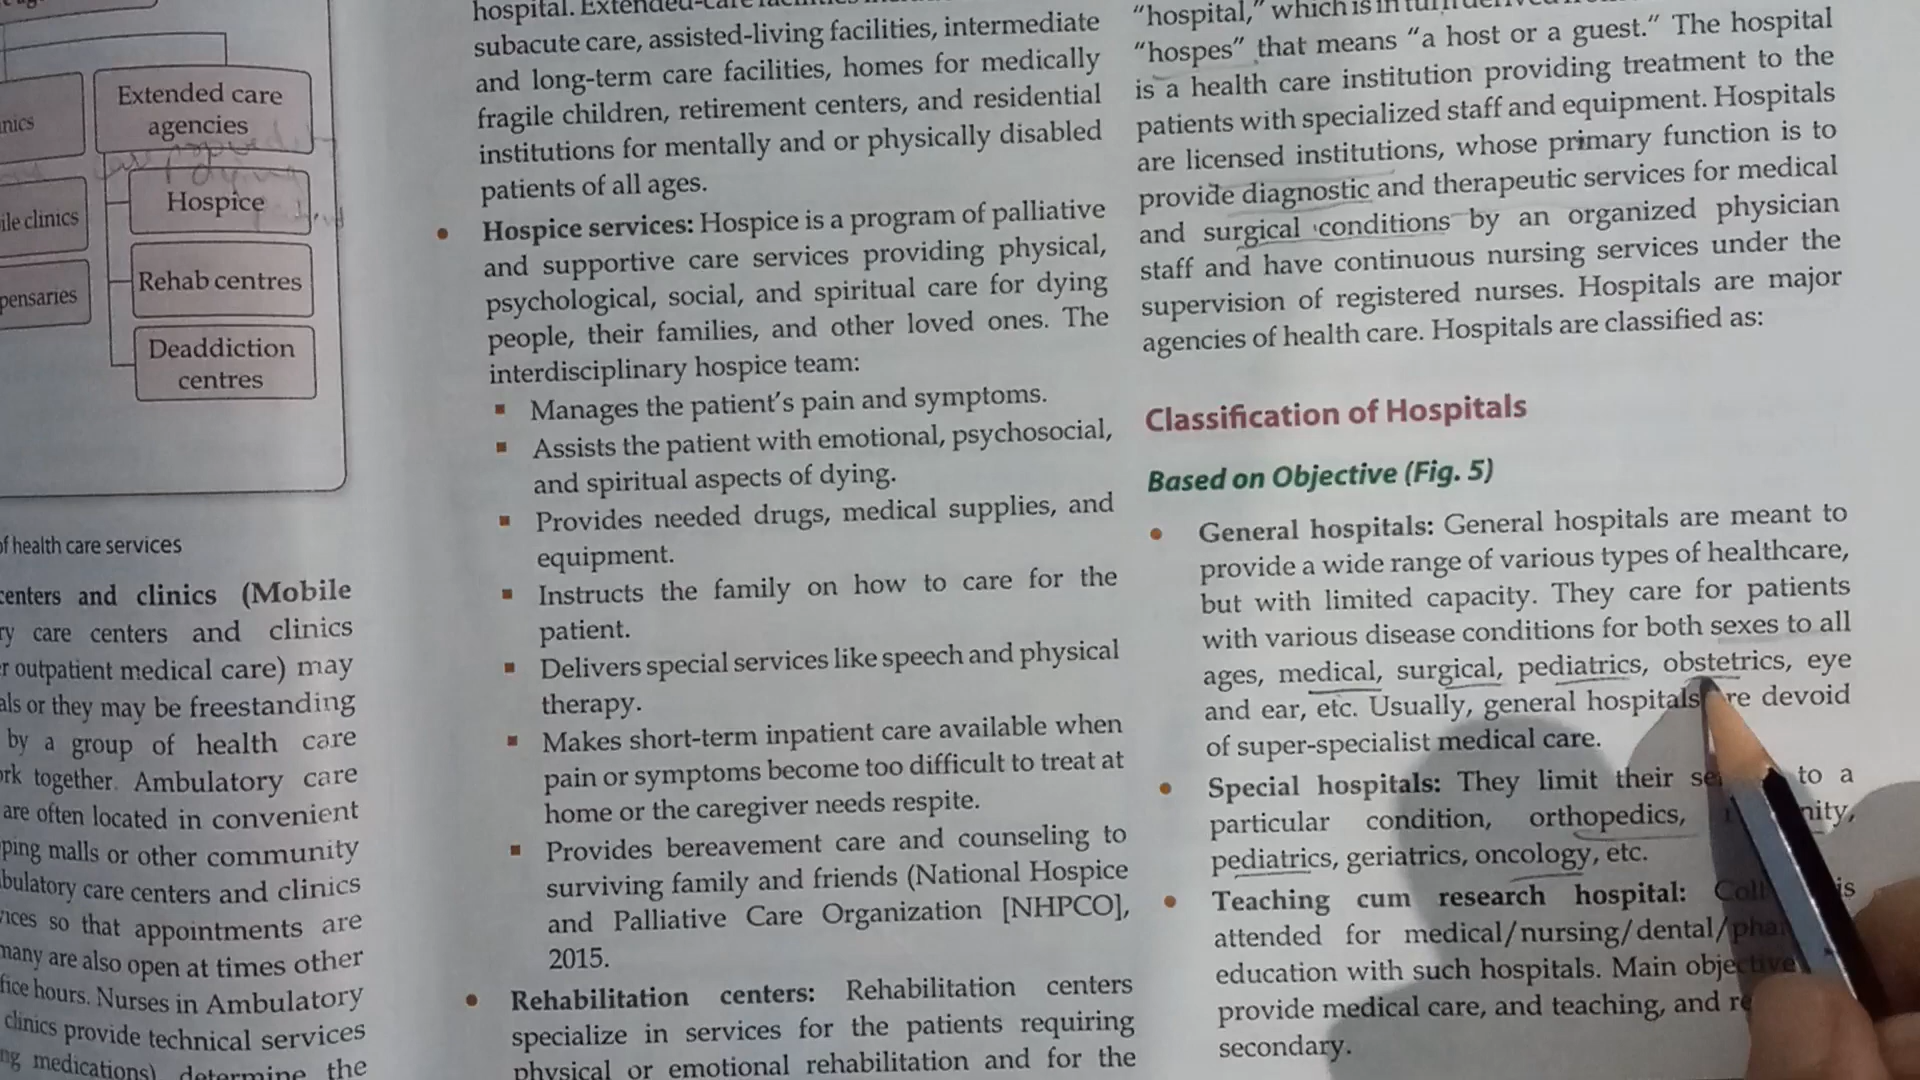 Extended care
agencies
Hospice
ile clinics
Rehab centres
pensaries
Deaddiction
centres
of health care services
centers and clinics (Mobile
ry care centers and clinics
er outpatient medical care) may
als or they may be freestanding
by a group of health care
ork together. Ambulatory care
are often located in convenient
ping malls or other community
bulatory care centers and clinics
vices so that appointments are
many are also open at times other
fice hours. Nurses in Ambulatory
clinics provide technical services
ng medications) determine the
hospital. Extended-care facilities
subacute care, assisted-living facilities, intermediate
and long-term care facilities, homes for medically
fragile children, retirement centers, and residential
institutions for mentally and or physically disabled
patients of all ages.
• Hospice services: Hospice is a program of palliative
and supportive care services providing physical,
psychological, social, and spiritual care for dying
people, their families, and other loved ones. The
interdisciplinary hospice team:
▪ Manages the patient's pain and symptoms.
▪ Assists the patient with emotional, psychosocial,
and spiritual aspects of dying.
▪ Provides needed drugs, medical supplies, and
equipment.
▪ Instructs the family on how to care for the
patient.
▪ Delivers special services like speech and physical
therapy.
▪ Makes short-term inpatient care available when
pain or symptoms become too difficult to treat at
home or the caregiver needs respite.
▪ Provides bereavement care and counseling to
surviving family and friends (National Hospice
and Palliative Care Organization [NHPCO],
2015.
• Rehabilitation centers: Rehabilitation centers
specialize in services for the patients requiring
physical or emotional rehabilitation and for the
"hospital," which is in turn derived
"hospes" that means "a host or a guest." The hospital
is a health care institution providing treatment to the
patients with specialized staff and equipment. Hospitals
are licensed institutions, whose primary function is to
provide diagnostic and therapeutic services for medical
and surgical conditions by an organized physician
staff and have continuous nursing services under the
supervision of registered nurses. Hospitals are major
agencies of health care. Hospitals are classified as:
Classification of Hospitals
Based on Objective (Fig. 5)
• General hospitals: General hospitals are meant to
provide a wide range of various types of healthcare,
but with limited capacity. They care for patients
with various disease conditions for both sexes to all
ages, medical, surgical, pediatrics, obstetrics, eye
and ear, etc. Usually, general hospitals re devoid
of super-specialist medical care.
• Special hospitals: They limit their se to a
particular condition, orthopedics, nity,
pediatrics, geriatrics, oncology, etc.
• Teaching cum research hospital: Coll is
attended for medical/nursing/dental/pha
education with such hospitals. Main objective
provide medical care, and teaching, and re
secondary.